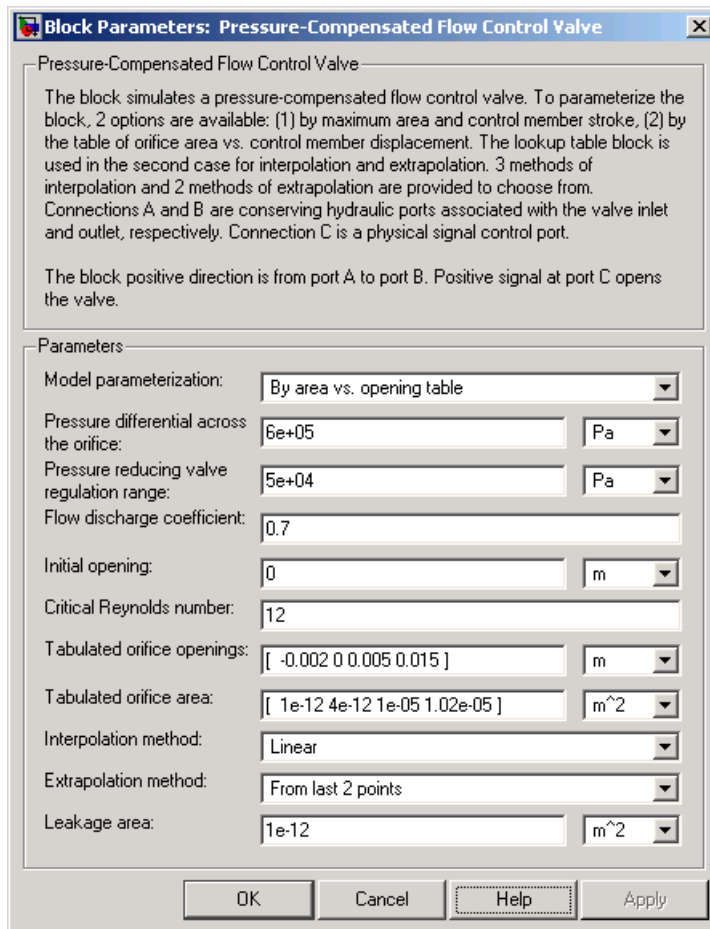 Block Parameters: Pressure-Compensated Flow Control Valve
Pressure-Compensated Flow Control Valve
The block simulates a pressure-compensated flow control valve. To parameterize the
block, 2 options are available: (1) by maximum area and control member stroke, (2) by
the table of orifice area vs. control member displacement. The lookup table block is
used in the second case for interpolation and extrapolation. 3 methods of
interpolation and 2 methods of extrapolation are provided to choose from.
Connections A and B are conserving hydraulic ports associated with the valve inlet
and outlet, respectively. Connection C is a physical signal control port.
The block positive direction is from port A to port B. Positive signal at port C opens
the valve.
Parameters
Model parameterization: By area vs. opening table
Pressure differential across
the orifice: 6e+05 Pa
Pressure reducing valve
regulation range: 5e+04 Pa
Flow discharge coefficient: 0.7
Initial opening: 0 m
Critical Reynolds number: 12
Tabulated orifice openings: [ -0.002 0 0.005 0.015 ] m
Tabulated orifice area: [ 1e-12 4e-12 1e-05 1.02e-05 ] m^2
Interpolation method: Linear
Extrapolation method: From last 2 points
Leakage area: 1e-12 m^2
OK Cancel Help Apply